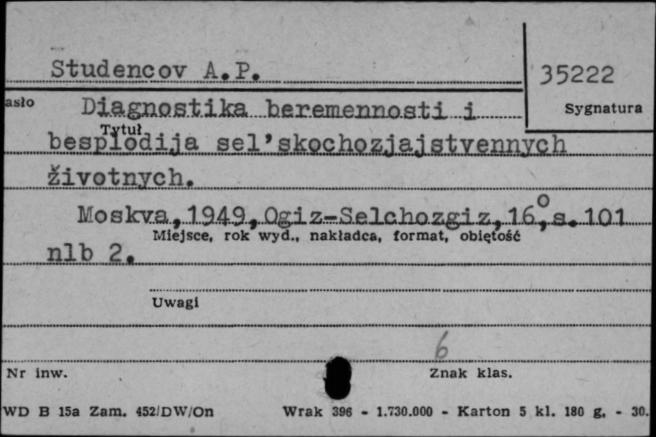 Studencov A.P.
35222
asło
Diagnostika beremennosti i
Sygnatura
Tytuł
besplodija sel'skochozjajstvennych
životnych.
Moskva,1949,Ogiz-Selchozgiz,16°,s.101
Miejsce, rok wyd., nakładca, format, objętość
nlb 2.
Uwagi
6
Nr inw.
Znak klas.
WD B 15a Zam. 452/DW/On Wrak 396 - 1.730.000 - Karton 5 kl. 180 g. - 30.